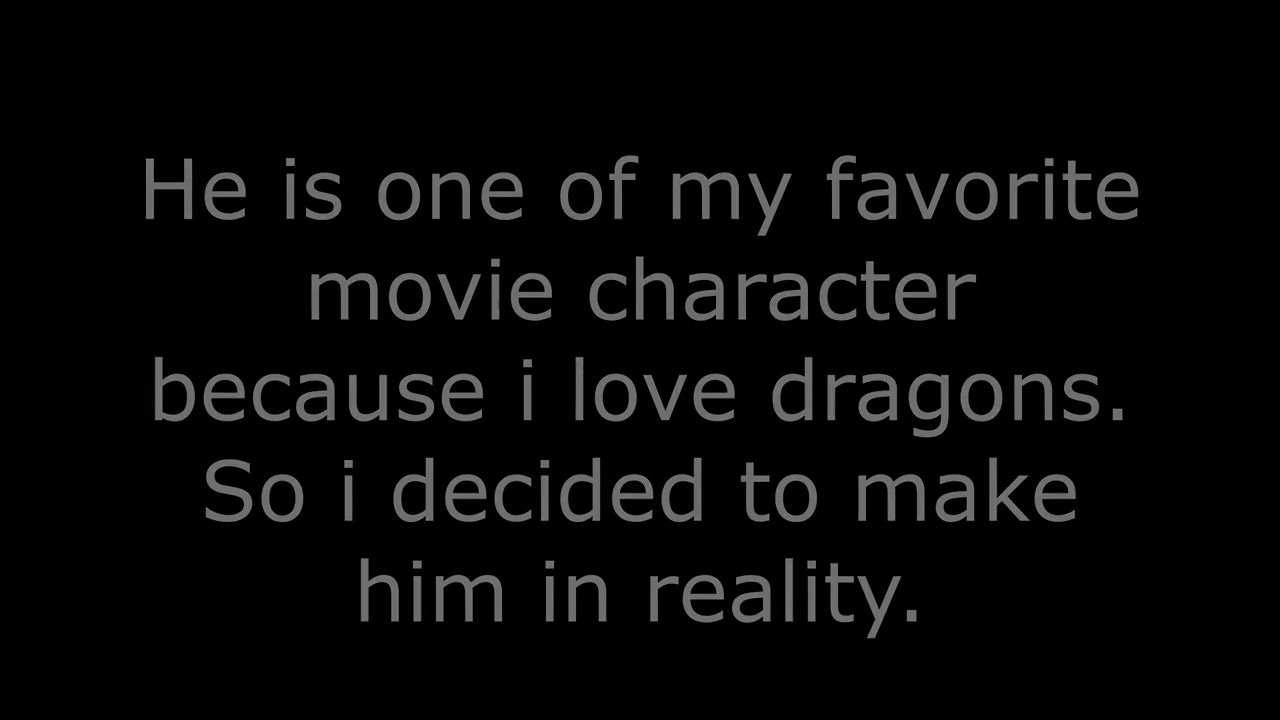 He is one of my favorite
movie character
because i love dragons.
So i decided to make
him in reality.